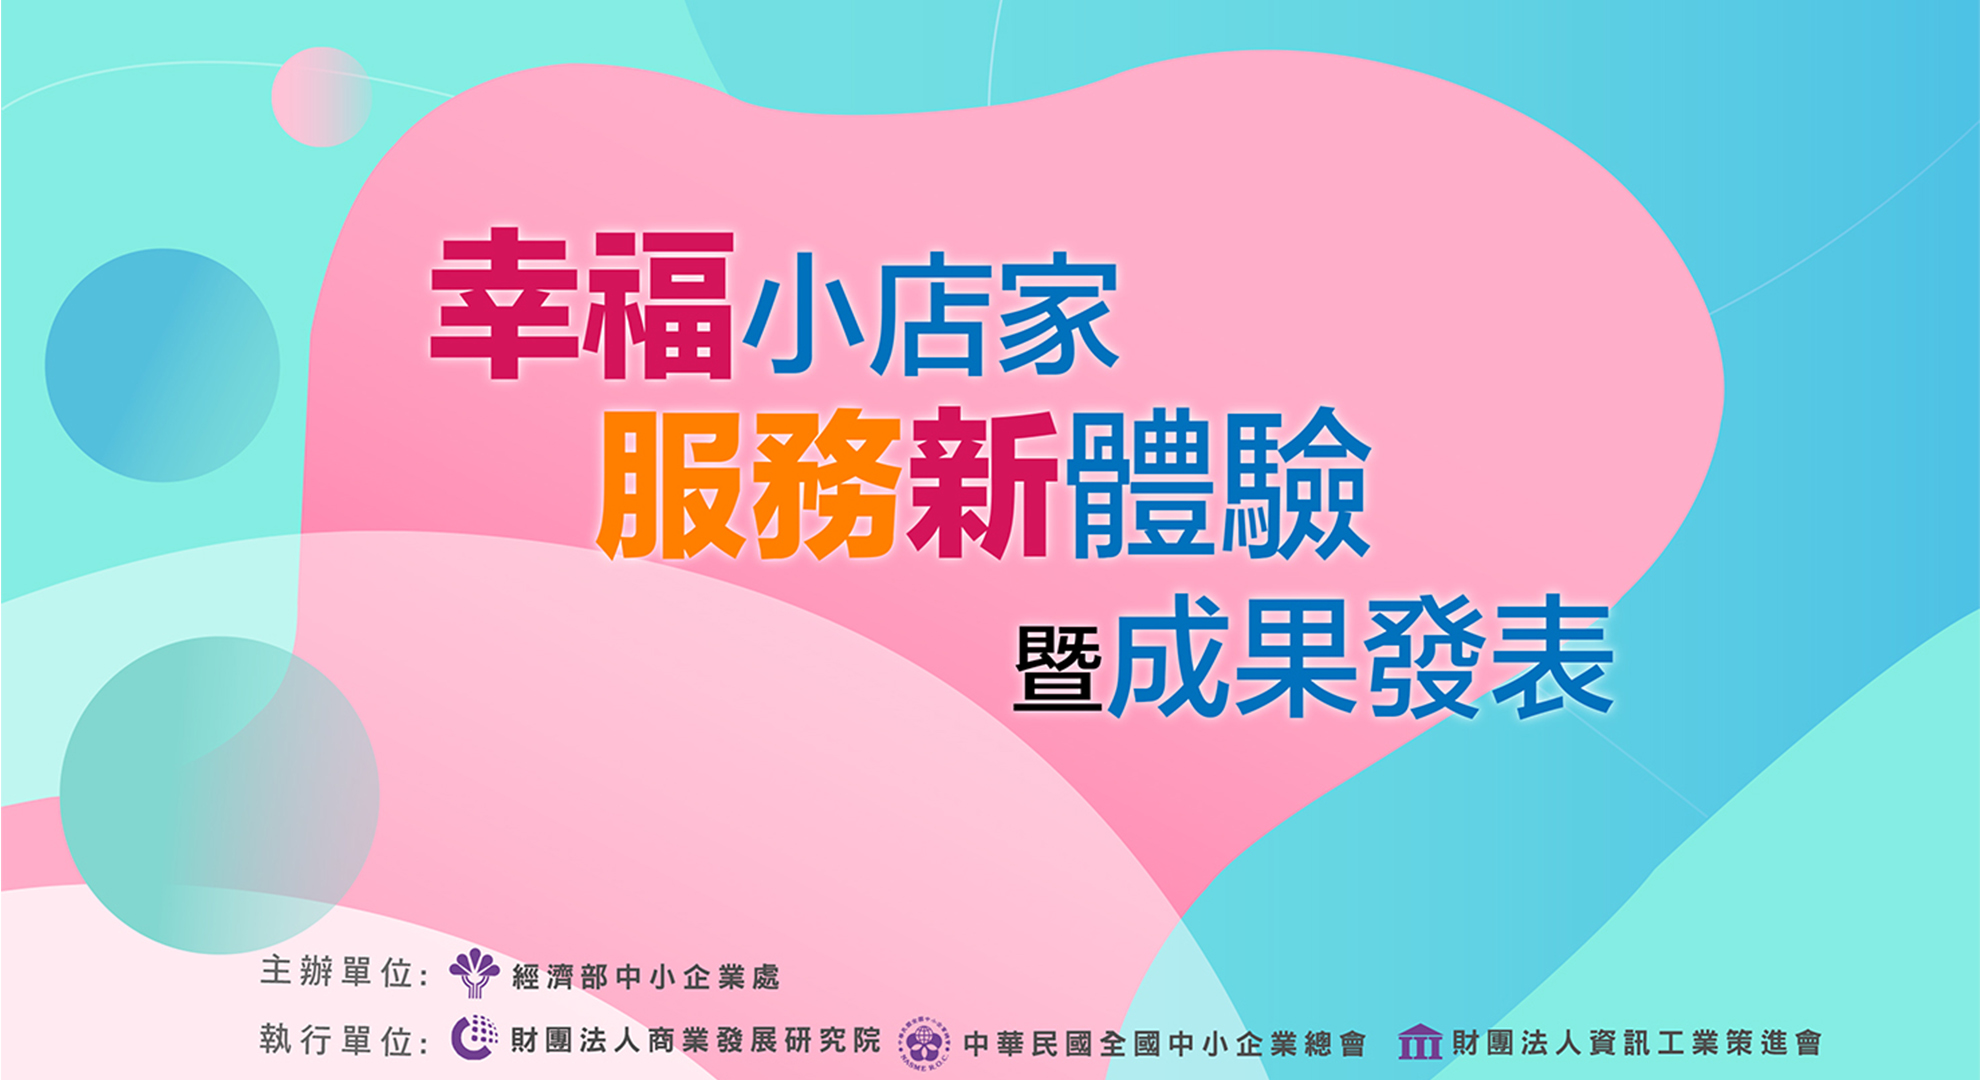 幸福小店家
服務新體驗
暨成果發表
主辦單位: 經濟部中小企業處
執行單位: 財團法人商業發展研究院 中華民國全國中小企業總會 財團法人資訊工業策進會